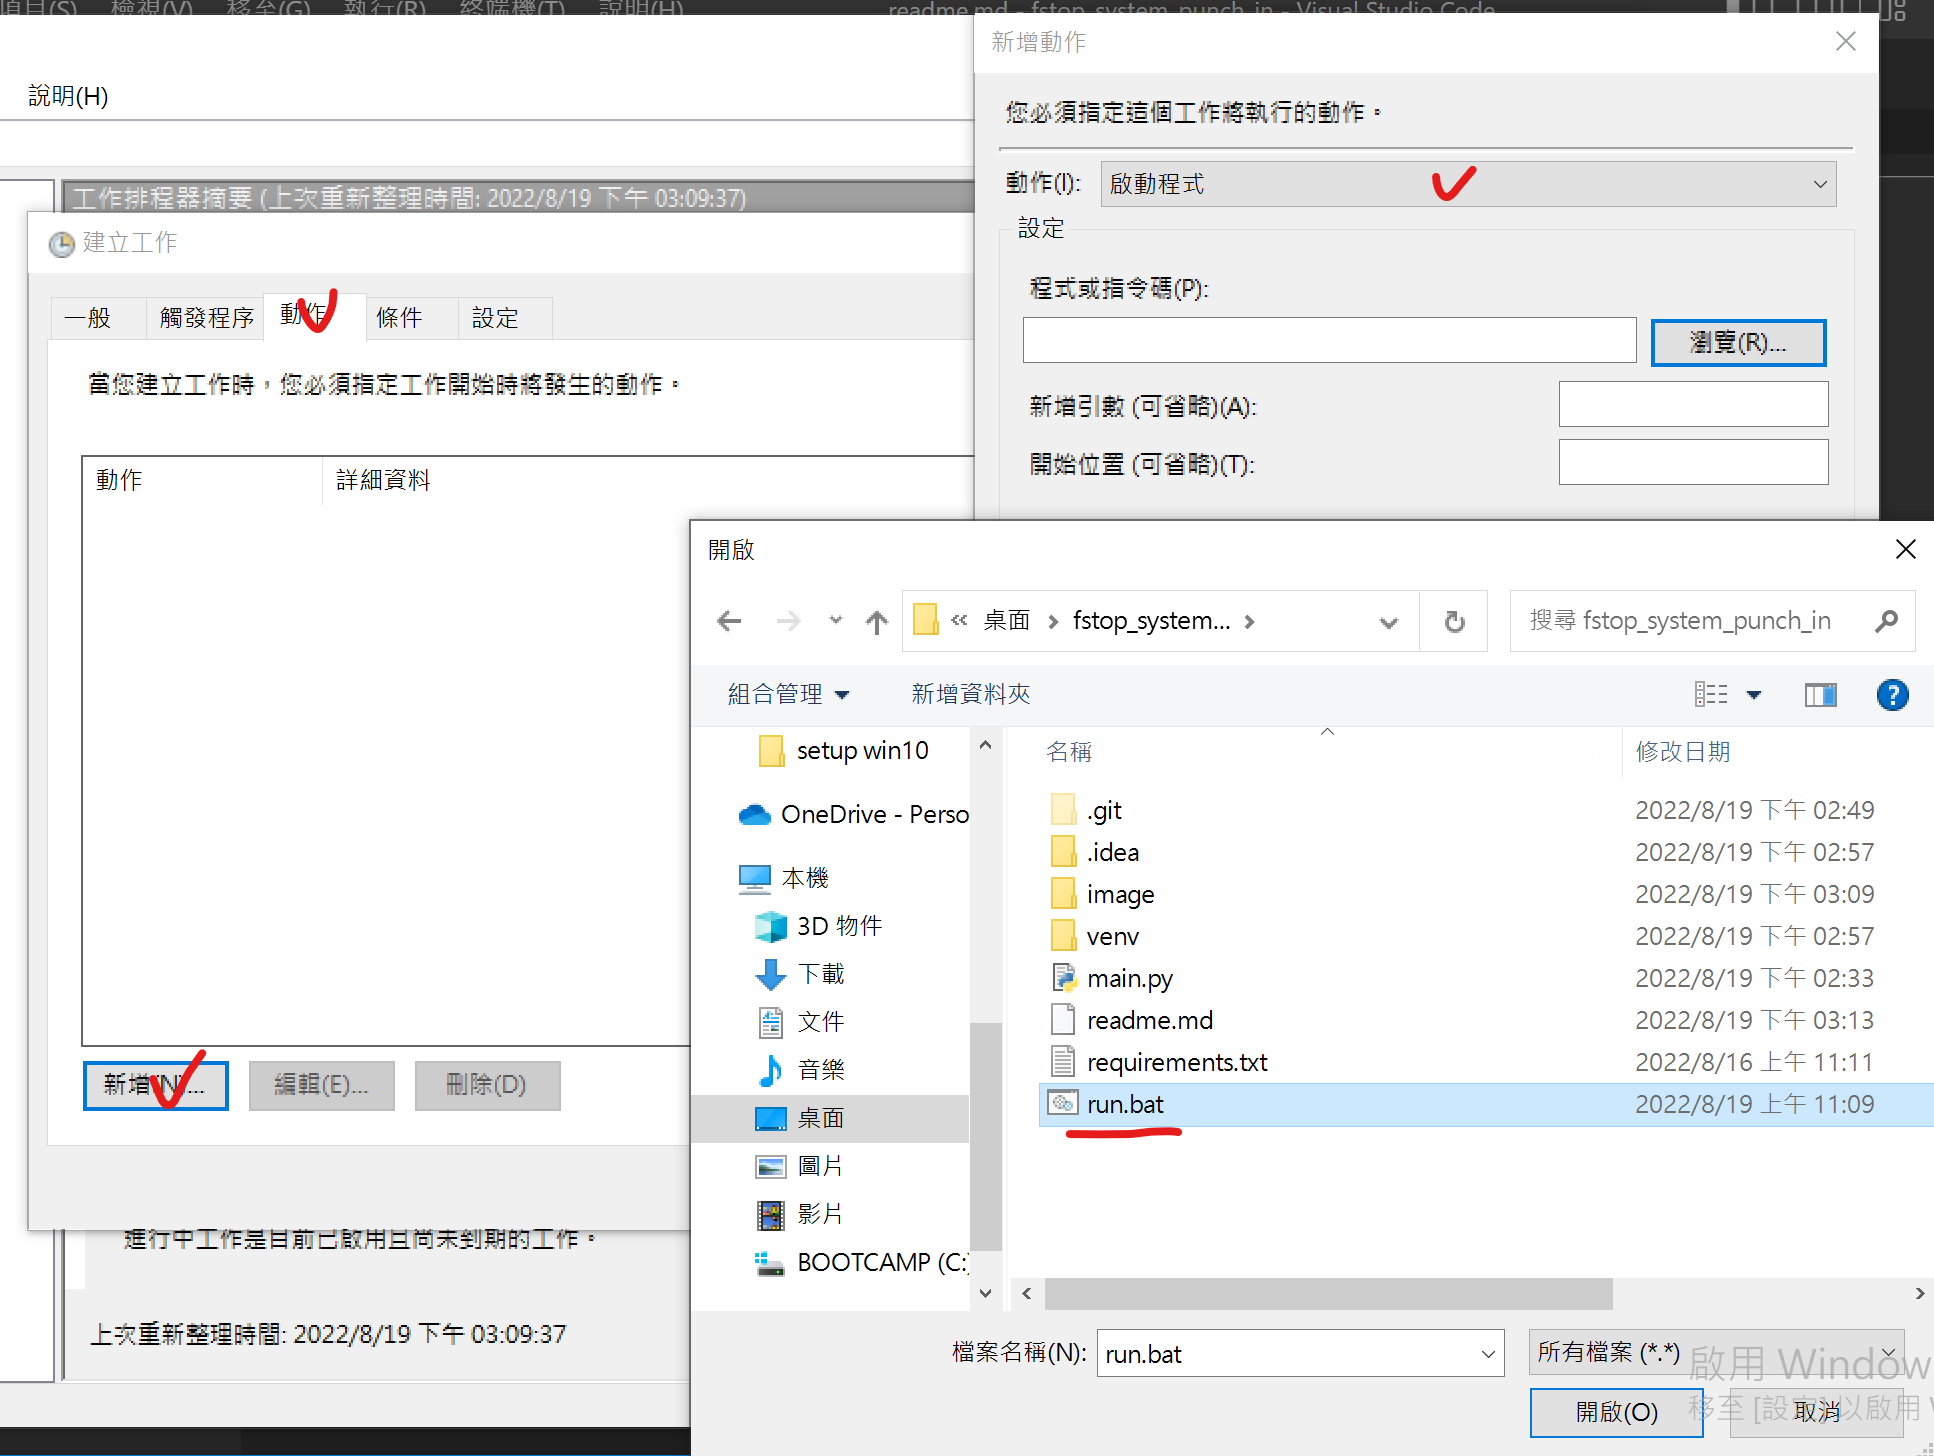 項目(S) 檢視(V) 移至(G) 執行(R) 終端機(T) 說明(H)
readme.md - fstop_system_punch_in - Visual Studio Code
說明(H)
工作排程器摘要 (上次重新整理時間: 2022/8/19 下午 03:09:37)
建立工作
一般 觸發程序 動作 條件 設定
當您建立工作時，您必須指定工作開始時將發生的動作。
動作 詳細資料
新增(N)... 編輯(E)... 刪除(D)
進行中工作是目前已啟用且尚未到期的工作。
上次重新整理時間: 2022/8/19 下午 03:09:37
新增動作
您必須指定這個工作將執行的動作。
動作(I): 啟動程式
設定
程式或指令碼(P):
瀏覽(R)...
新增引數 (可省略)(A):
開始位置 (可省略)(T):
開啟
« 桌面 › fstop_system... ›
搜尋 fstop_system_punch_in
組合管理 新增資料夾
setup win10
OneDrive - Perso
本機
3D 物件
下載
文件
音樂
桌面
圖片
影片
BOOTCAMP (C:)
名稱 修改日期
.git 2022/8/19 下午 02:49
.idea 2022/8/19 下午 02:57
image 2022/8/19 下午 03:09
venv 2022/8/19 下午 02:57
main.py 2022/8/19 下午 02:33
readme.md 2022/8/19 下午 03:13
requirements.txt 2022/8/16 上午 11:11
run.bat 2022/8/19 上午 11:09
檔案名稱(N): run.bat 所有檔案 (*.*)
開啟(O) 取消
啟用 Window
移至 [設定] 以啟用 W